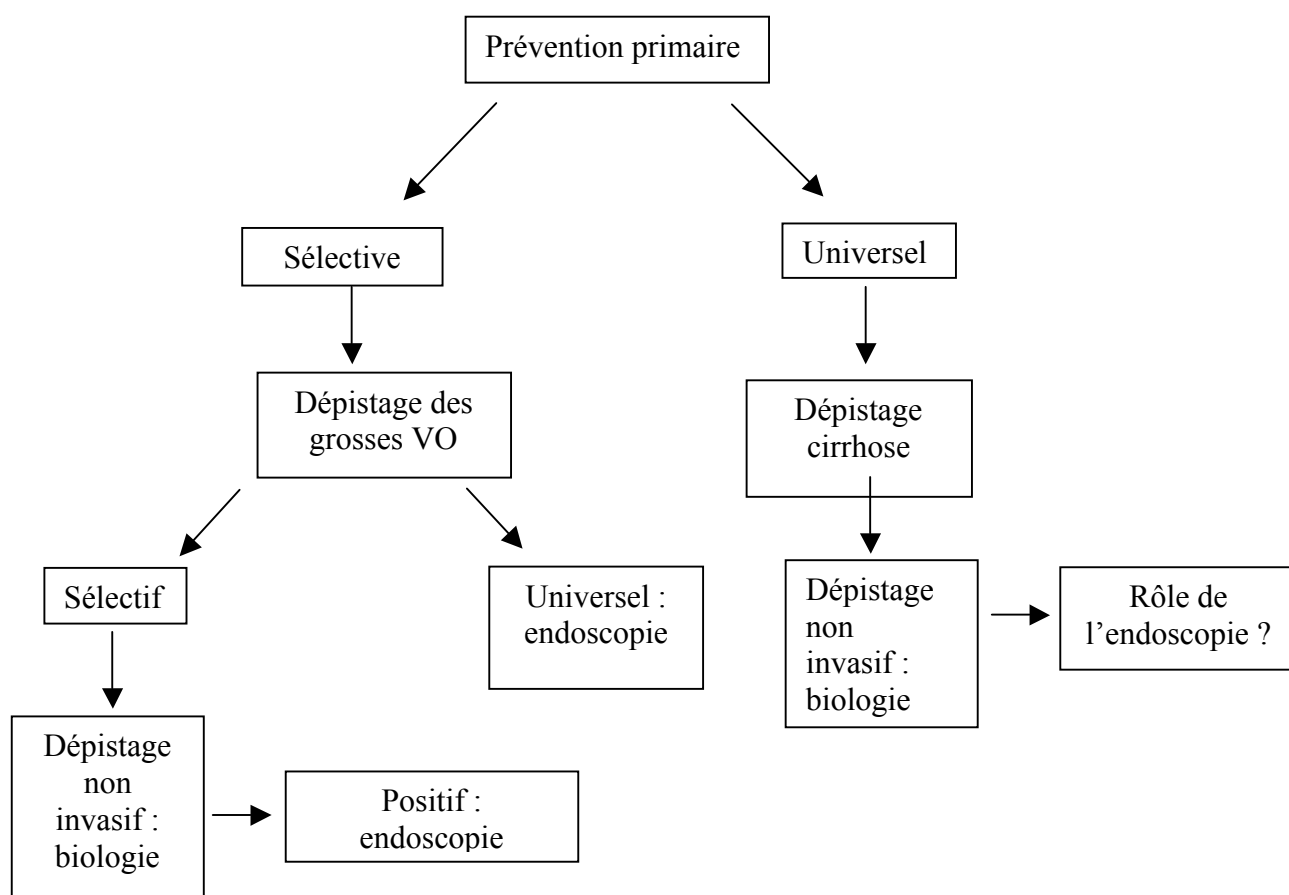 Prévention primaire
Sélective
Universel
Dépistage des
grosses VO
Dépistage
cirrhose
Sélectif
Universel :
endoscopie
Dépistage
non
invasif :
biologie
Rôle de
l’endoscopie ?
Dépistage
non
invasif :
biologie
Positif :
endoscopie